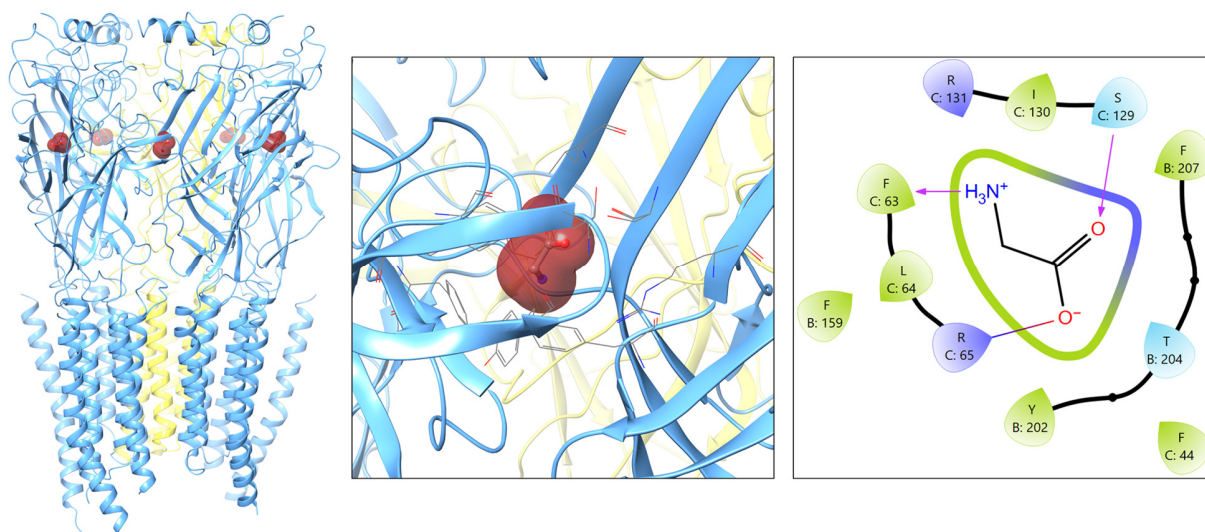 R
C: 131
I
C: 130
S
C: 129
F
B: 207
F
C: 63
H₃N⁺
O
L
C: 64
F
B: 159
R
C: 65
O⁻
T
B: 204
Y
B: 202
F
C: 44